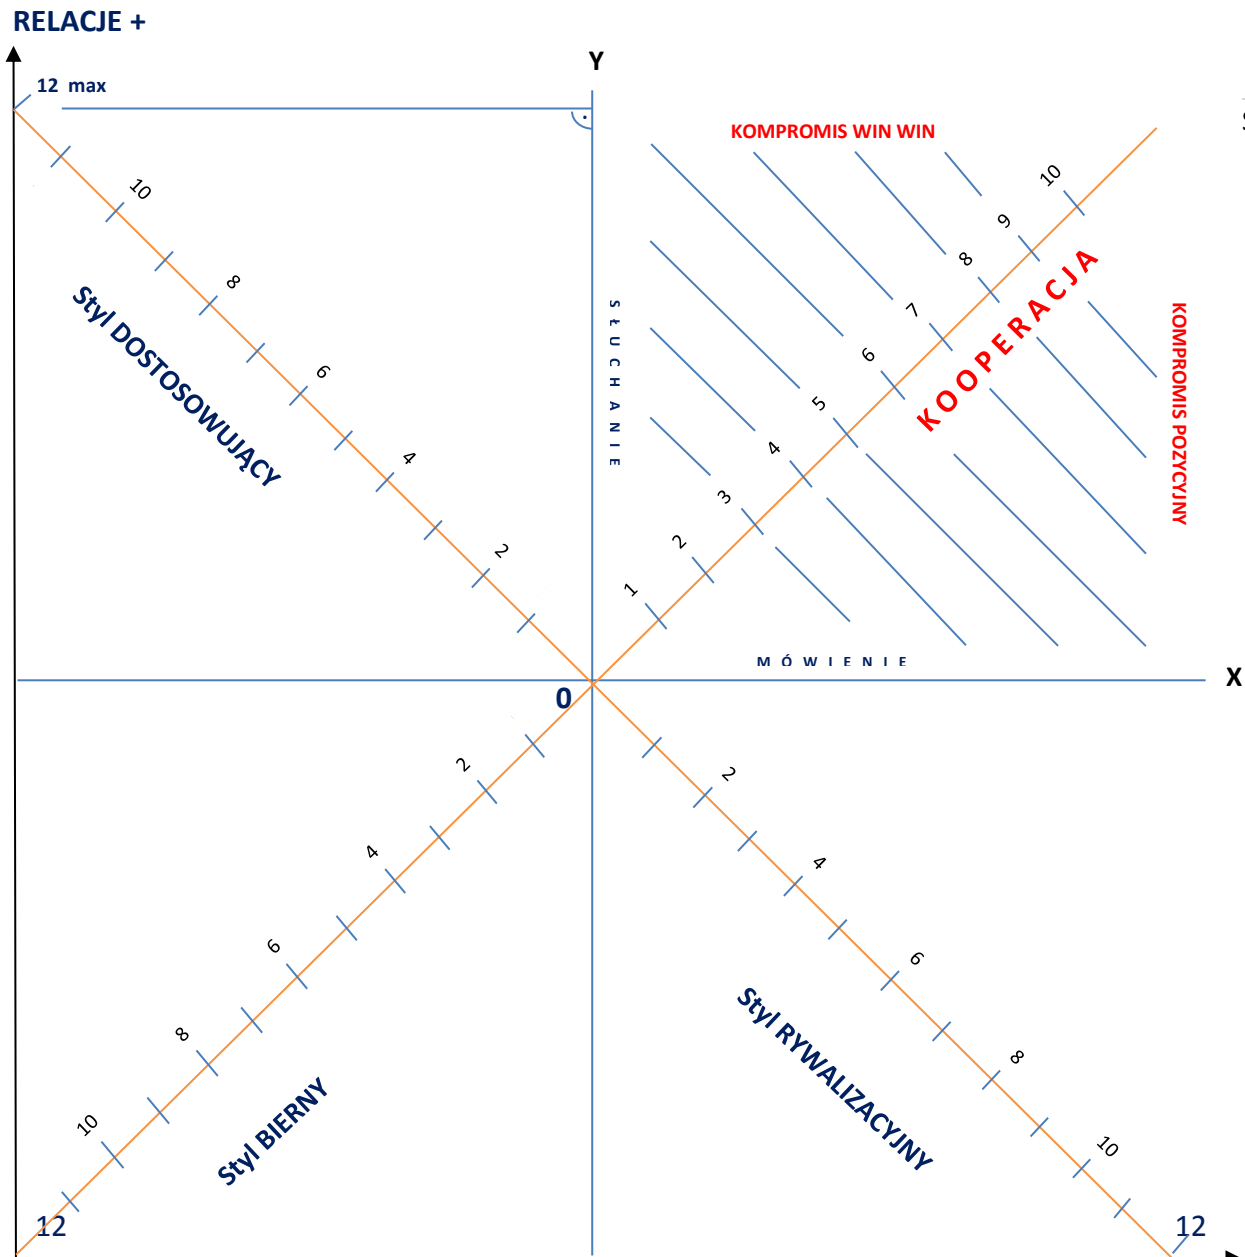 RELACJE +
12 max
Y
KOMPROMIS WIN WIN
10
8
6
4
2
Styl DOSTOSOWUJĄCY
SŁUCHANIE
10
9
8
7
6
5
4
3
2
1
KOOPERACJA
KOMPROMIS POZYCYJNY
MÓWIENIE
X
0
2
4
6
8
10
12
Styl BIERNY
2
4
6
8
10
12
Styl RYWALIZACYJNY